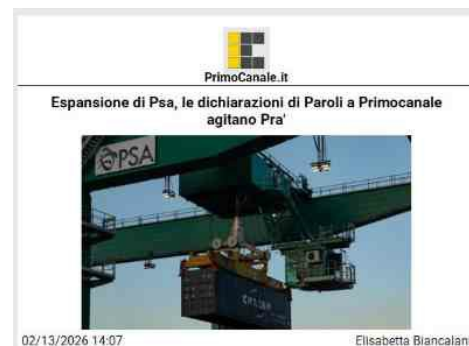 PrimoCanale.it
Espansione di Psa, le dichiarazioni di Paroli a Primocanale
agitano Pra'
PSA
02/13/2026 14:07
Elisabetta Biancalani